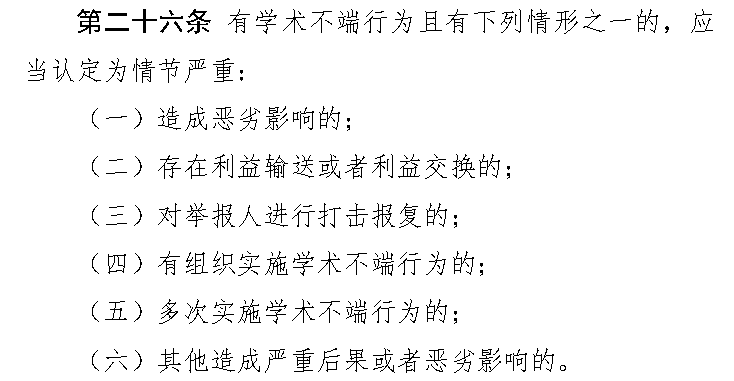 第二十六条 有学术不端行为且有下列情形之一的，应
当认定为情节严重：
（一）造成恶劣影响的；
（二）存在利益输送或者利益交换的；
（三）对举报人进行打击报复的；
（四）有组织实施学术不端行为的；
（五）多次实施学术不端行为的；
（六）其他造成严重后果或者恶劣影响的。